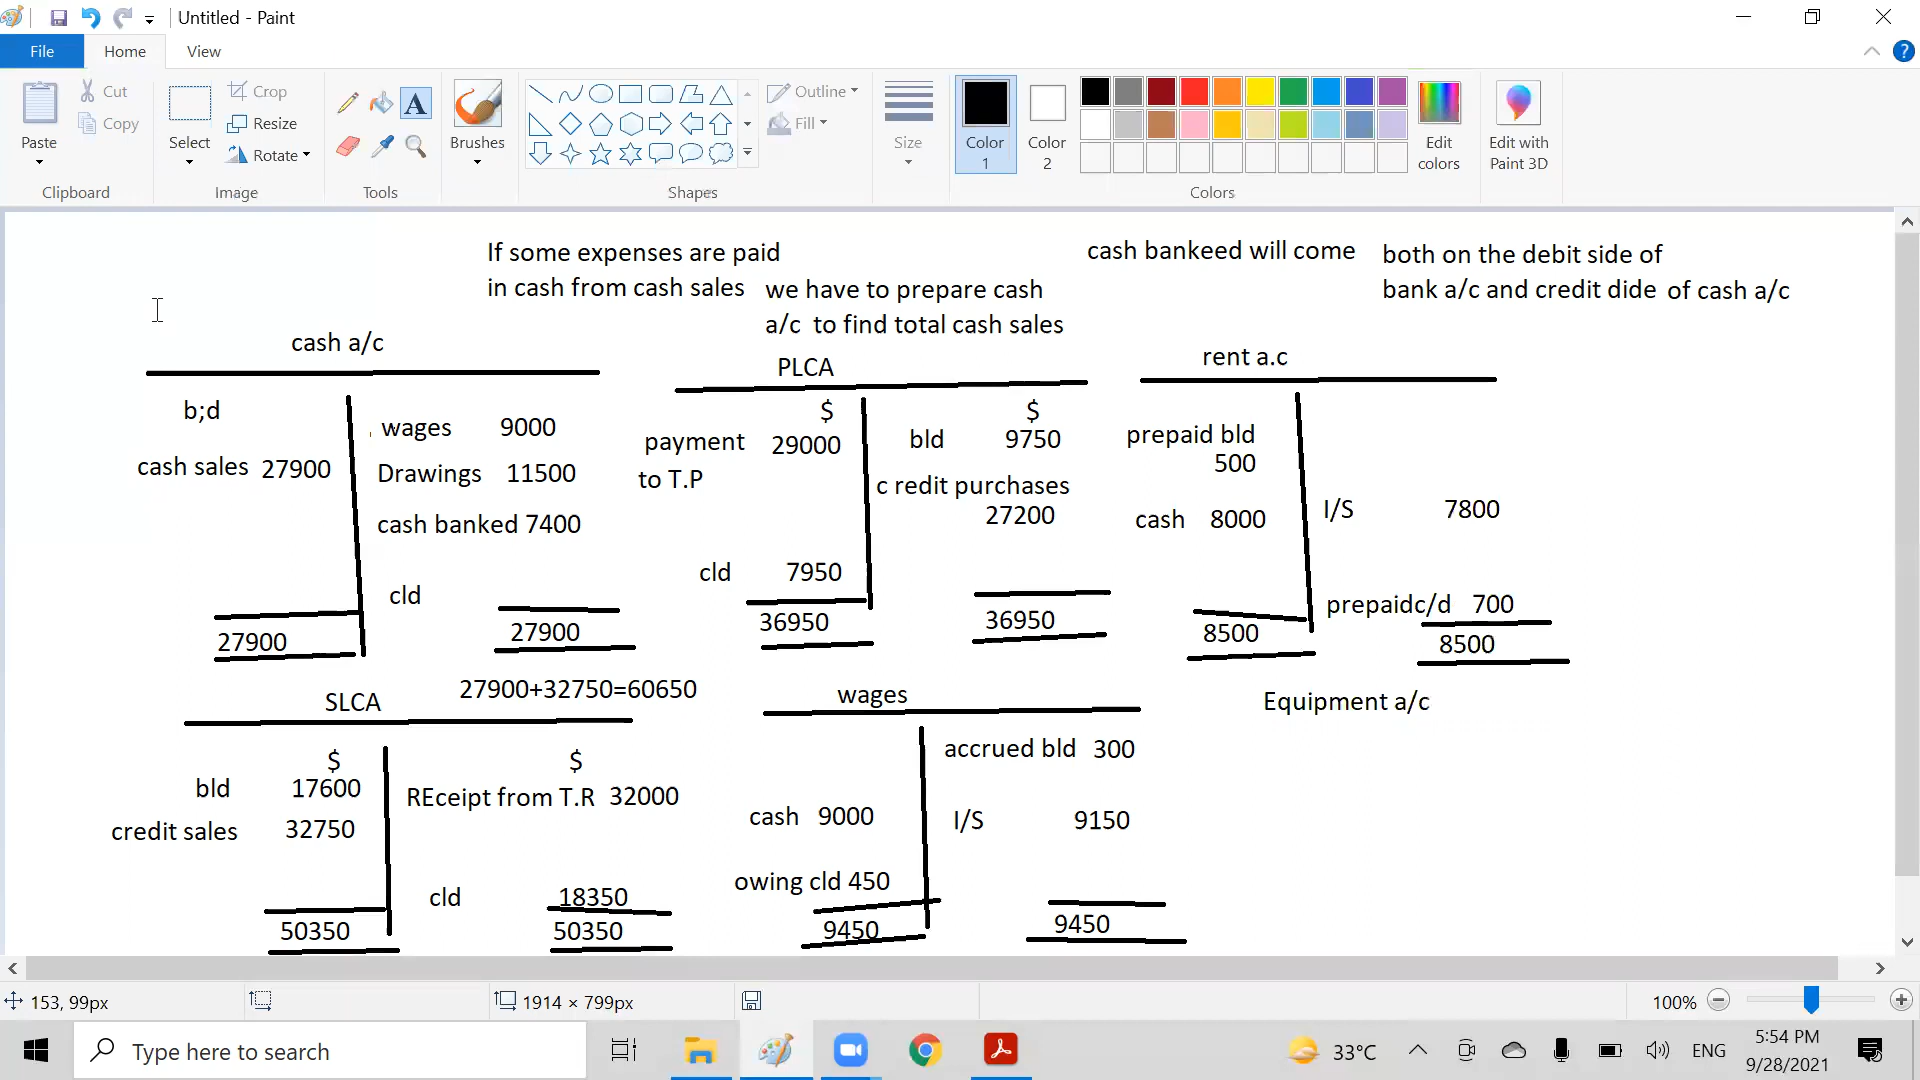 Untitled - Paint
File
Home
View
Paste
Cut
Copy
Clipboard
Select
Crop
Resize
Rotate
Image
A
Tools
Brushes
Shapes
Outline
Fill
Size
Color
1
Color
2
Colors
Edit
colors
Edit with
Paint 3D
?
If some expenses are paid
in cash from cash sales
we have to prepare cash
a/c to find total cash sales
cash bankeed will come
both on the debit side of
bank a/c and credit dide of cash a/c
cash a/c
b;d
cash sales 27900
27900
wages 9000
Drawings 11500
cash banked 7400
cld
27900
PLCA
$
payment 29000
to T.P
cld 7950
36950
$
bld 9750
c redit purchases
27200
36950
rent a.c
prepaid bld
500
cash 8000
8500
I/S 7800
prepaidc/d 700
8500
27900+32750=60650
SLCA
$
bld 17600
credit sales 32750
50350
$
REceipt from T.R 32000
cld 18350
50350
wages
cash 9000
owing cld 450
9450
accrued bld 300
I/S 9150
9450
Equipment a/c
153, 99px
1914 × 799px
100%
Type here to search
33°C
ENG
5:54 PM
9/28/2021